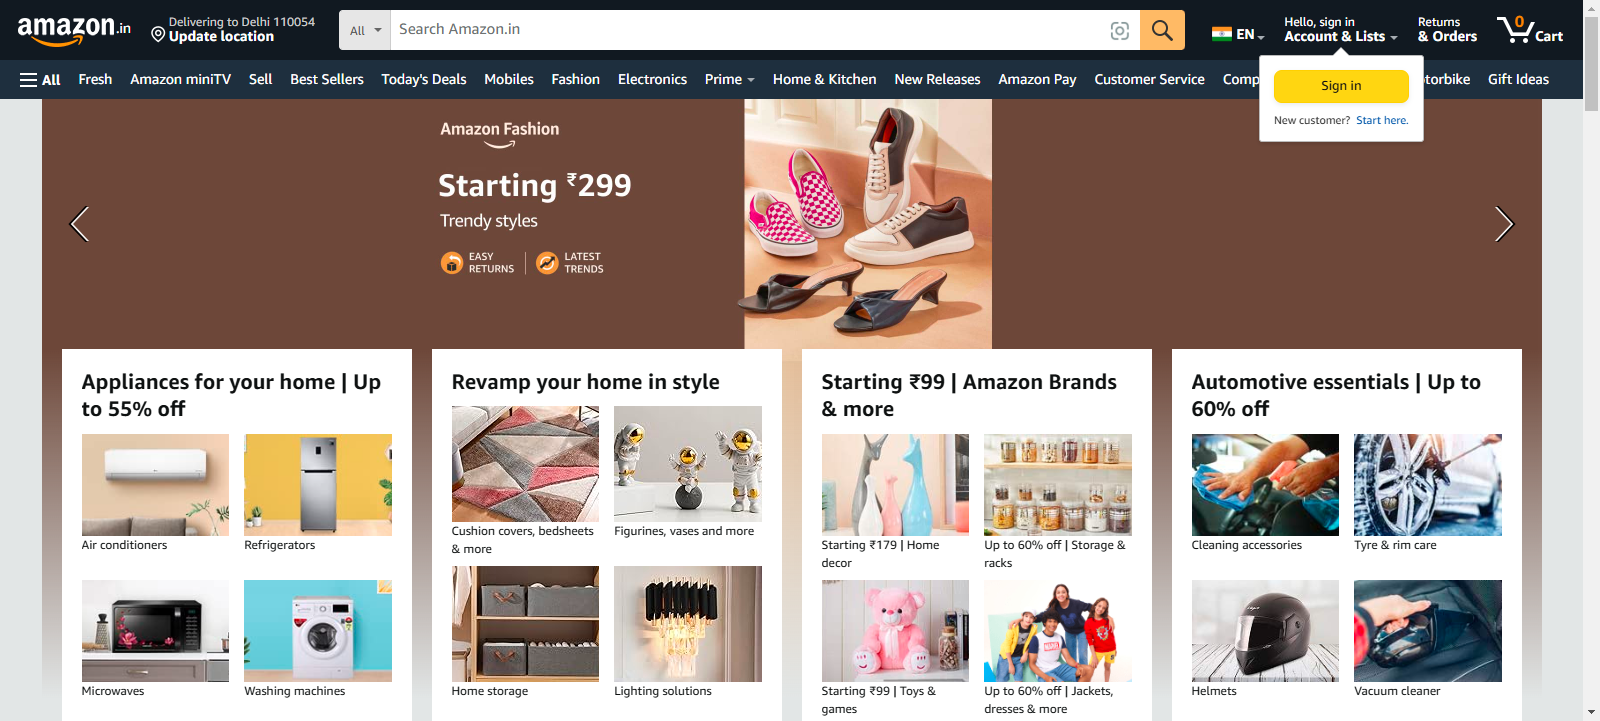 amazon.in
Delivering to Delhi 110054
Update location
All
Search Amazon.in
EN
Hello, sign in
Account & Lists
Returns
& Orders
0
Cart
All
Fresh
Amazon miniTV
Sell
Best Sellers
Today's Deals
Mobiles
Fashion
Electronics
Prime
Home & Kitchen
New Releases
Amazon Pay
Customer Service
Comp
torbike
Gift Ideas
Sign in
New customer? Start here.
Amazon Fashion
Starting ₹299
Trendy styles
EASY
RETURNS
LATEST
TRENDS
Appliances for your home | Up
to 55% off
Air conditioners
Refrigerators
Microwaves
Washing machines
Revamp your home in style
Cushion covers, bedsheets
& more
Figurines, vases and more
Home storage
Lighting solutions
Starting ₹99 | Amazon Brands
& more
Starting ₹179 | Home
decor
Up to 60% off | Storage &
racks
Starting ₹99 | Toys &
games
Up to 60% off | Jackets,
dresses & more
Automotive essentials | Up to
60% off
Cleaning accessories
Tyre & rim care
Helmets
Vacuum cleaner